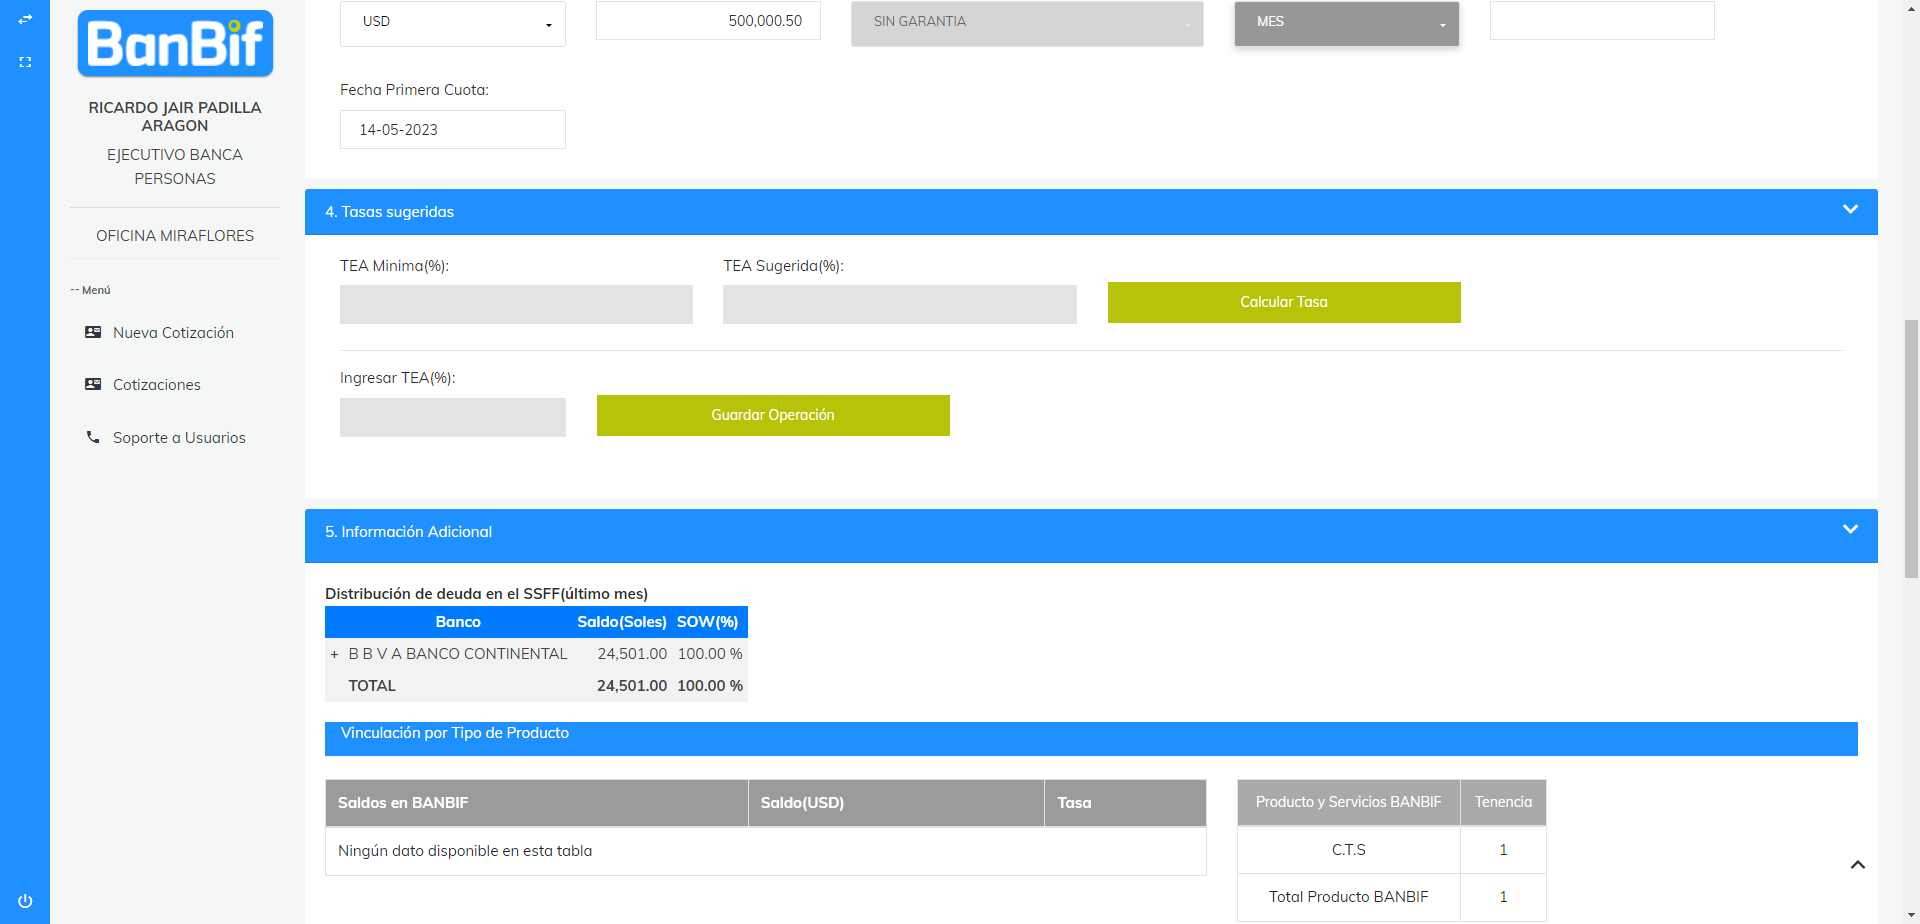 BanBif
RICARDO JAIR PADILLA
ARAGON
EJECUTIVO BANCA
PERSONAS
OFICINA MIRAFLORES
-- Menú
Nueva Cotización
Cotizaciones
Soporte a Usuarios
USD
500,000.50
SIN GARANTIA
MES
Fecha Primera Cuota:
14-05-2023
4. Tasas sugeridas
TEA Minima(%):
TEA Sugerida(%):
Calcular Tasa
Ingresar TEA(%):
Guardar Operación
5. Información Adicional
Distribución de deuda en el SSFF(último mes)
Banco Saldo(Soles) SOW(%)
+ B B V A BANCO CONTINENTAL 24,501.00 100.00 %
TOTAL 24,501.00 100.00 %
Vinculación por Tipo de Producto
Saldos en BANBIF Saldo(USD) Tasa
Ningún dato disponible en esta tabla
Producto y Servicios BANBIF Tenencia
C.T.S 1
Total Producto BANBIF 1